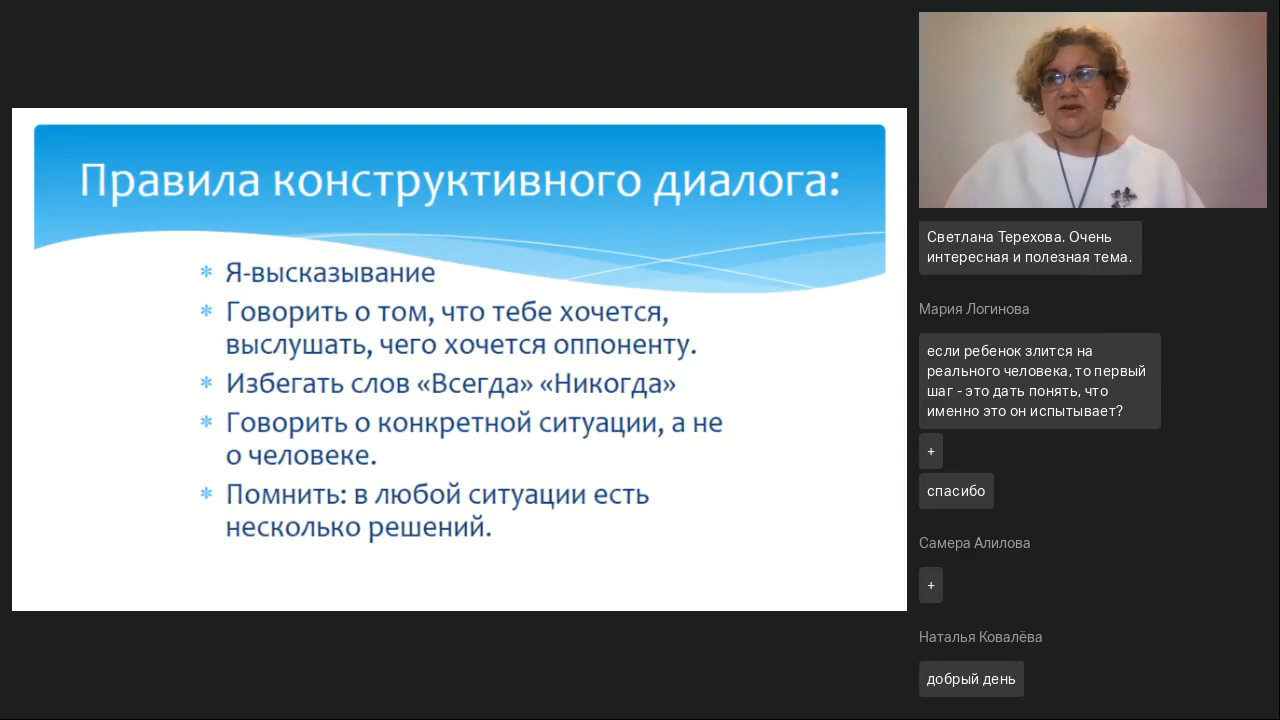 Правила конструктивного диалога:
Я-высказывание
Говорить о том, что тебе хочется,
выслушать, чего хочется оппоненту.
Избегать слов «Всегда» «Никогда»
Говорить о конкретной ситуации, а не
о человеке.
Помнить: в любой ситуации есть
несколько решений.
Светлана Терехова. Очень
интересная и полезная тема.
Мария Логинова
если ребенок злится на
реального человека, то первый
шаг - это дать понять, что
именно это он испытывает?
+
спасибо
Самера Алилова
+
Наталья Ковалёва
добрый день